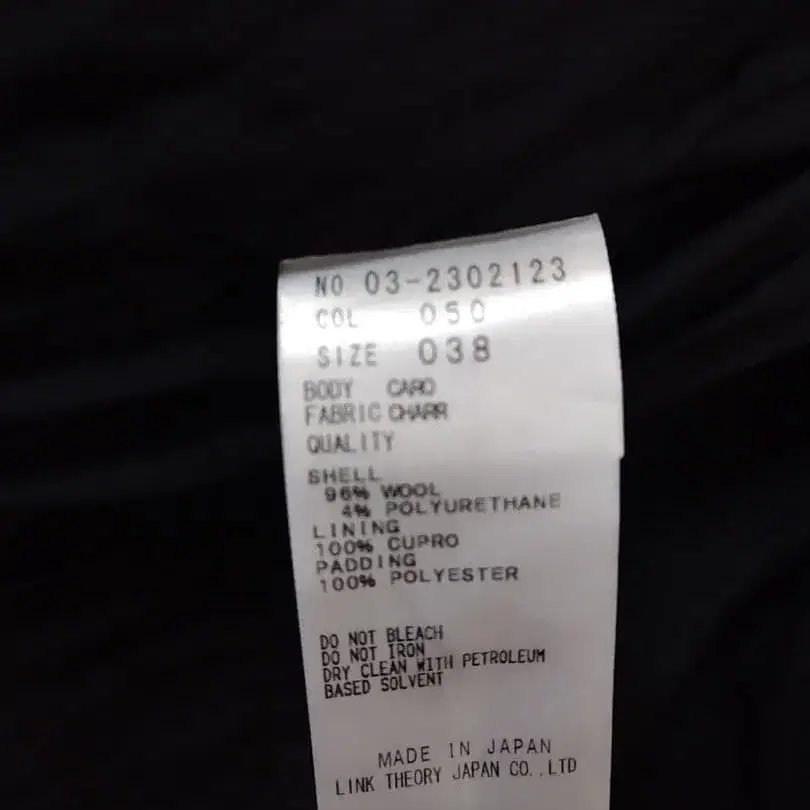 NO 03-2302123
COL 050
SIZE 038
BODY CARO
FABRIC CHARR
QUALITY
SHELL
96% WOOL
4% POLYURETHANE
LINING
100% CUPRO
PADDING
100% POLYESTER
DO NOT BLEACH
DO NOT IRON
DRY CLEAN WITH PETROLEUM
BASED SOLVENT
MADE IN JAPAN
LINK THEORY JAPAN CO.,LTD